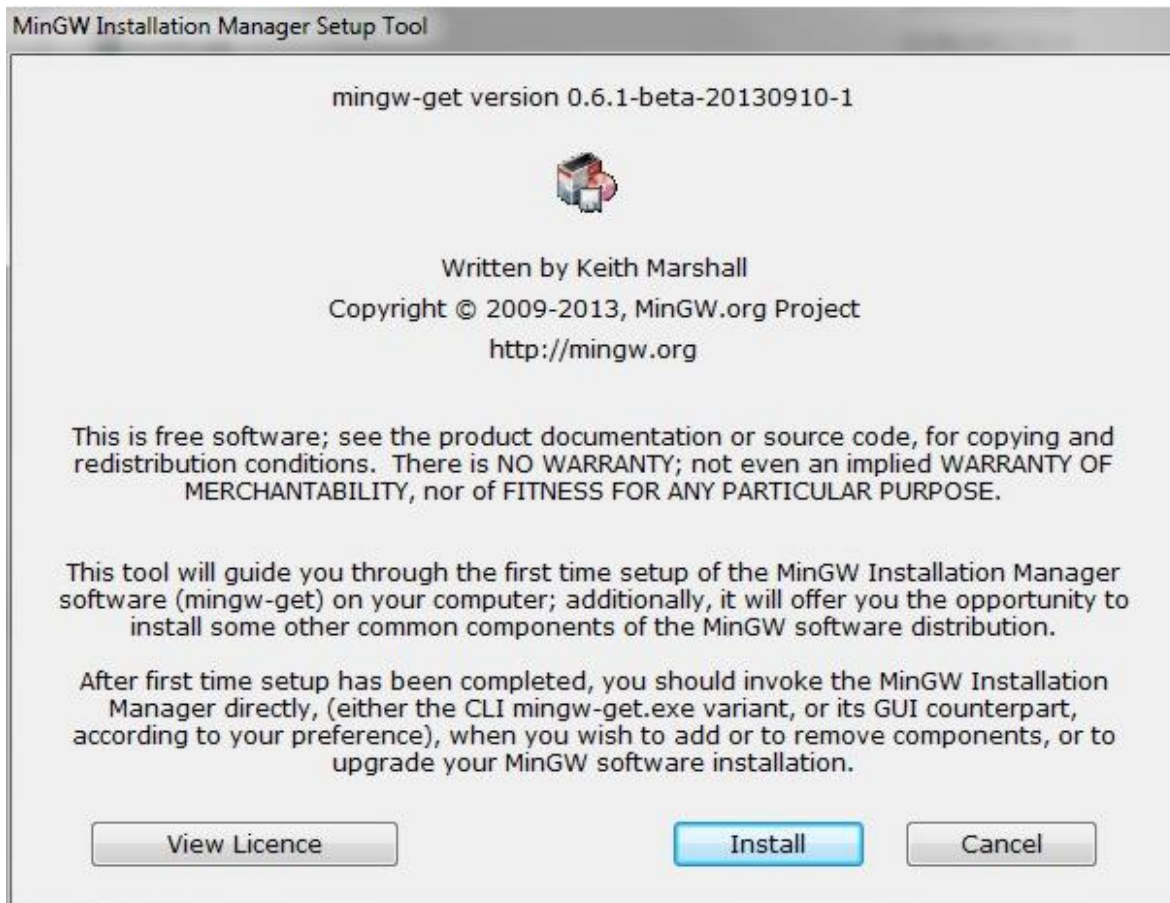 MinGW Installation Manager Setup Tool
mingw-get version 0.6.1-beta-20130910-1
Written by Keith Marshall
Copyright © 2009-2013, MinGW.org Project
http://mingw.org
This is free software; see the product documentation or source code, for copying and
redistribution conditions.  There is NO WARRANTY; not even an implied WARRANTY OF
MERCHANTABILITY, nor of FITNESS FOR ANY PARTICULAR PURPOSE.
This tool will guide you through the first time setup of the MinGW Installation Manager
software (mingw-get) on your computer; additionally, it will offer you the opportunity to
install some other common components of the MinGW software distribution.
After first time setup has been completed, you should invoke the MinGW Installation
Manager directly, (either the CLI mingw-get.exe variant, or its GUI counterpart,
according to your preference), when you wish to add or to remove components, or to
upgrade your MinGW software installation.
View Licence
Install
Cancel